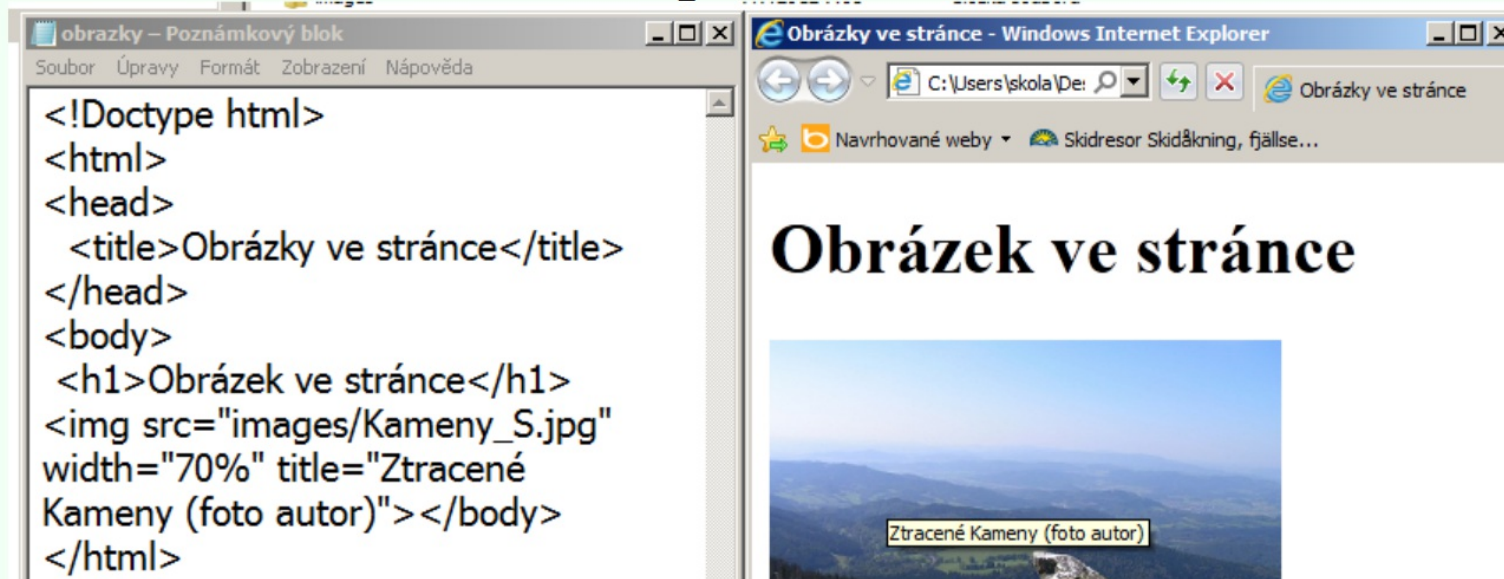 obrazky – Poznámkový blok
Soubor Úpravy Formát Zobrazení Nápověda
<!Doctype html>
<html>
<head>
<title>Obrázky ve stránce</title>
</head>
<body>
<h1>Obrázek ve stránce</h1>
<img src="images/Kameny_S.jpg"
width="70%" title="Ztracené
Kameny (foto autor)"></body>
</html>
Obrázky ve stránce - Windows Internet Explorer
C:\Users\skola\De
Obrázky ve stránce
Navrhované weby
Skidresor Skidåkning, fjällse...
Obrázek ve stránce
Ztracené Kameny (foto autor)